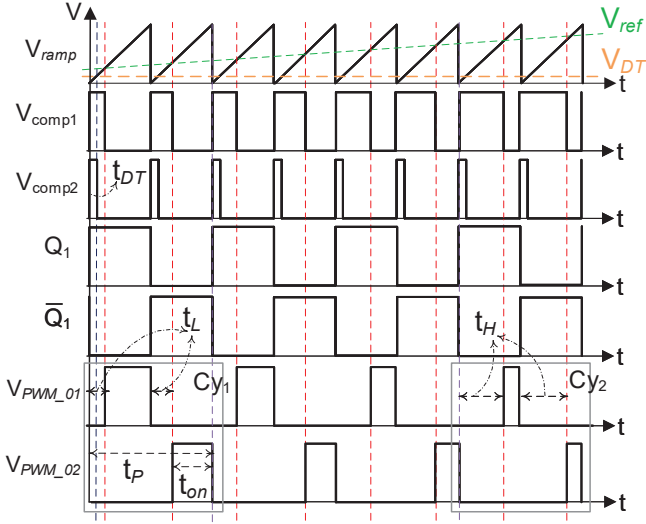 V
V_ref
V_ramp
V_DT
t
V_comp1
t
V_comp2
t_DT
t
Q_1
t
Q̅_1
t_L
t_H
t
V_PWM_01
Cy_1
Cy_2
t
V_PWM_02
t_P
t_on
t